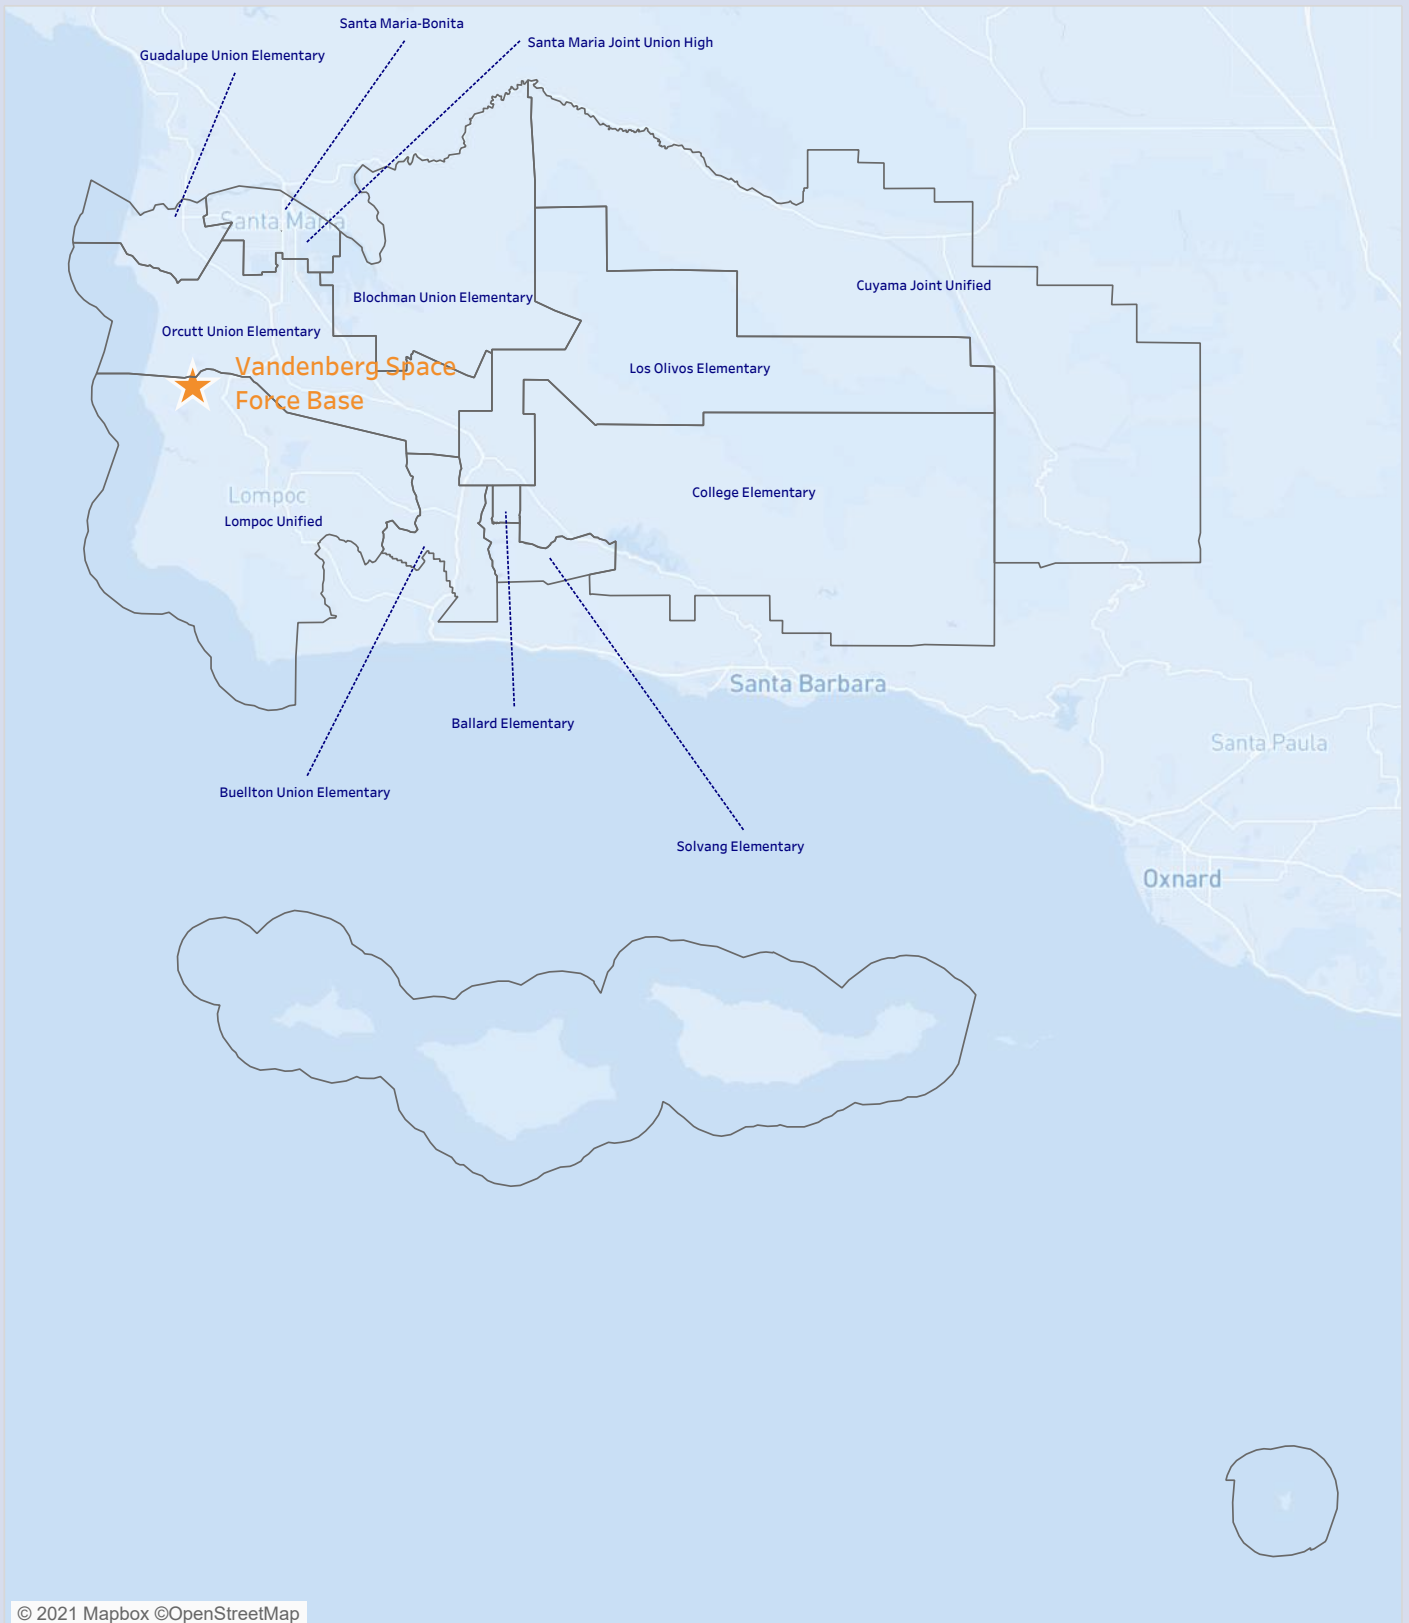 Santa Maria-Bonita
Santa Maria Joint Union High
Guadalupe Union Elementary
Santa Maria
Cuyama Joint Unified
Blochman Union Elementary
Orcutt Union Elementary
Vandenberg Space
Force Base
Los Olivos Elementary
College Elementary
Lompoc
Lompoc Unified
Santa Barbara
Ballard Elementary
Santa Paula
Buellton Union Elementary
Solvang Elementary
Oxnard
© 2021 Mapbox ©OpenStreetMap